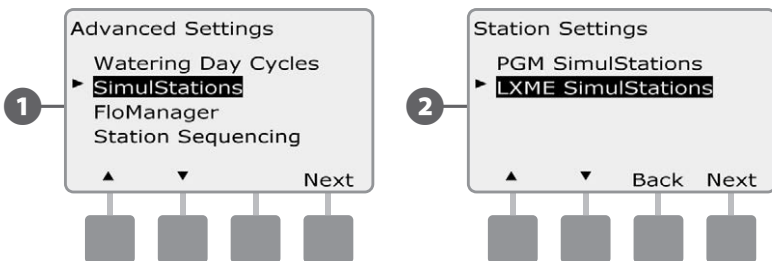 1
Advanced Settings
Watering Day Cycles
SimulStations
FloManager
Station Sequencing
Next
2
Station Settings
PGM SimulStations
LXME SimulStations
Back Next